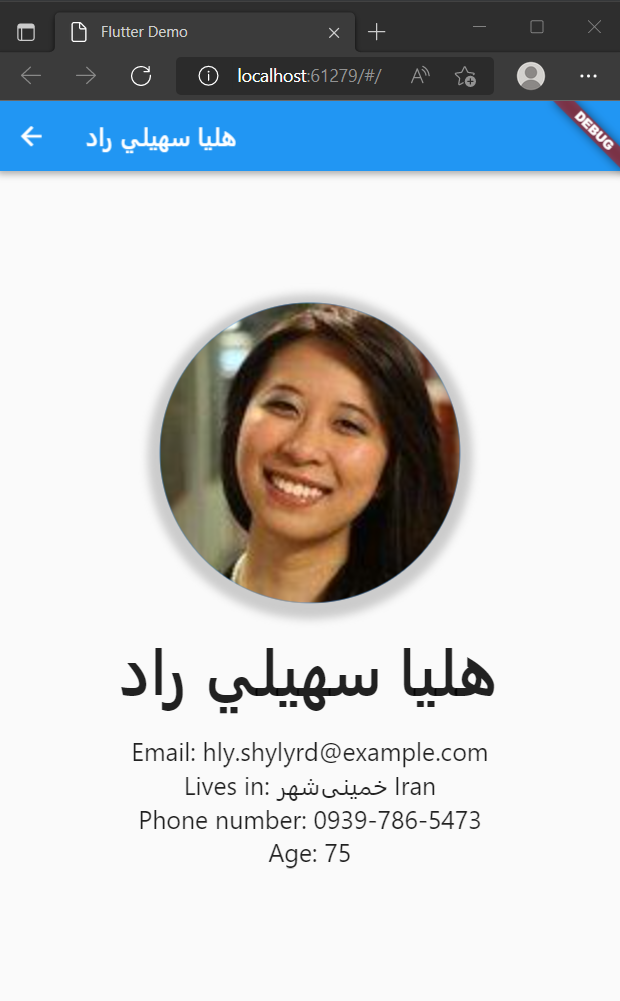 Flutter Demo
localhost:61279/#/
هليا سهيلي راد
DEBUG
هليا سهيلي راد
Email: hly.shylyrd@example.com
Lives in: خمینی‌شهر Iran
Phone number: 0939-786-5473
Age: 75